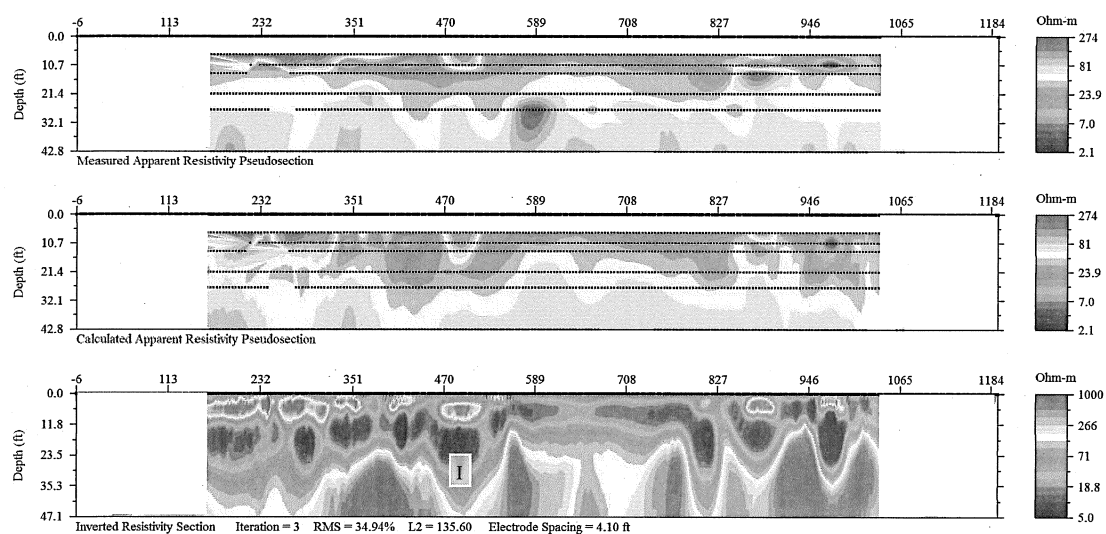 -6 113 232 351 470 589 708 827 946 1065 1184 Ohm-m
0.0 274
10.7 81
21.4 23.9
32.1 7.0
42.8 2.1
Depth (ft)
Measured Apparent Resistivity Pseudosection
-6 113 232 351 470 589 708 827 946 1065 1184 Ohm-m
0.0 274
10.7 81
21.4 23.9
32.1 7.0
42.8 2.1
Depth (ft)
Calculated Apparent Resistivity Pseudosection
-6 113 232 351 470 589 708 827 946 1065 1184 Ohm-m
0.0 1000
11.8 266
23.5 71
35.3 18.8
47.1 5.0
Depth (ft)
I
Inverted Resistivity Section Iteration = 3 RMS = 34.94% L2 = 135.60 Electrode Spacing = 4.10 ft